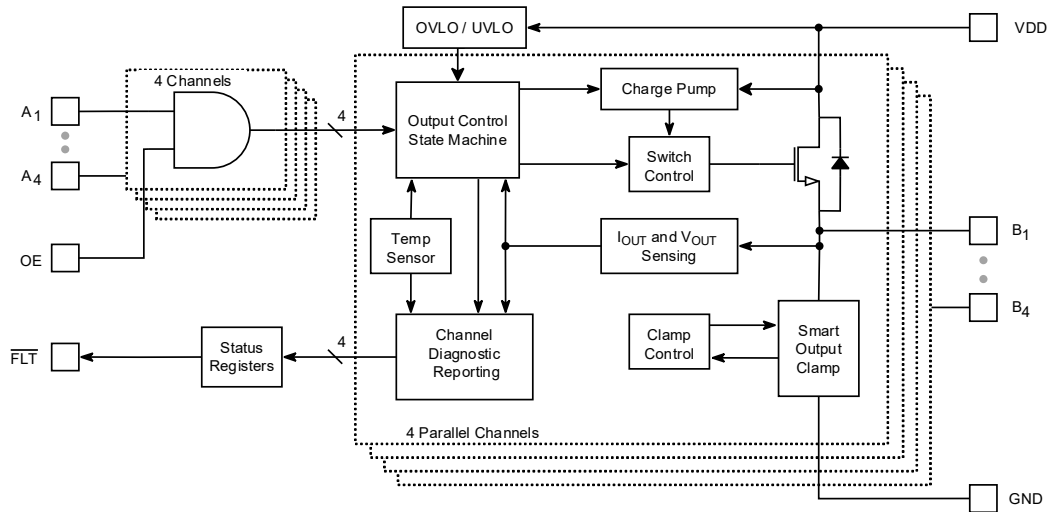 OVLO / UVLO
VDD
4 Channels
A1
A4
OE
4
Output Control
State Machine
Charge Pump
Switch
Control
Temp
Sensor
IOUT and VOUT
Sensing
B1
B4
FLT
Status
Registers
4
Channel
Diagnostic
Reporting
Clamp
Control
Smart
Output
Clamp
4 Parallel Channels
GND